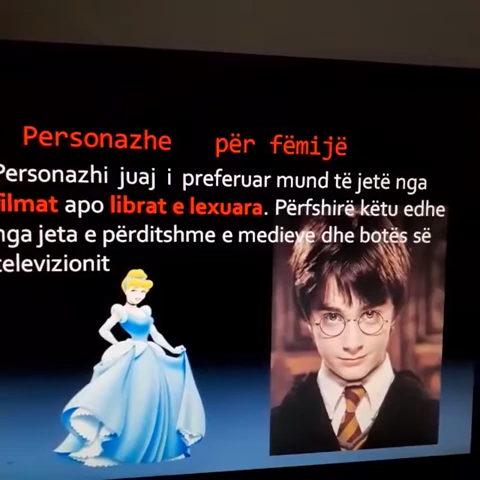 Personazhe për fëmijë
Personazhi juaj i preferuar mund të jetë nga
filmat apo librat e lexuara. Përfshirë këtu edhe
nga jeta e përditshme e medieve dhe botës së
televizionit